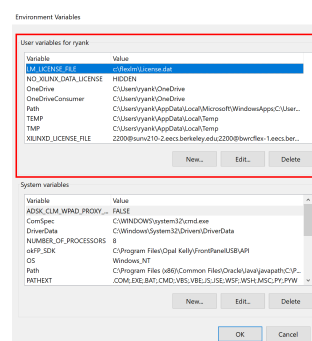 Environment Variables
User variables for ryank
Variable Value
LM_LICENSE_FILE c:\flexlm\License.dat
NO_XILINX_DATA_LICENSE HIDDEN
OneDrive C:\Users\ryank\OneDrive
OneDriveConsumer C:\Users\ryank\OneDrive
Path C:\Users\ryank\AppData\Local\Microsoft\WindowsApps;C:\User...
TEMP C:\Users\ryank\AppData\Local\Temp
TMP C:\Users\ryank\AppData\Local\Temp
XILINXD_LICENSE_FILE 2200@sunv210-2.eecs.berkeley.edu;2200@bwrcflex-1.eecs.ber...
New... Edit... Delete
System variables
Variable Value
ADSK_CLM_WPAD_PROXY_... FALSE
ComSpec C:\WINDOWS\system32\cmd.exe
DriverData C:\Windows\System32\Drivers\DriverData
NUMBER_OF_PROCESSORS 8
okFP_SDK C:\Program Files\Opal Kelly\FrontPanelUSB\API
OS Windows_NT
Path C:\Program Files (x86)\Common Files\Oracle\Java\javapath;C:\P...
PATHEXT .COM;.EXE;.BAT;.CMD;.VBS;.VBE;.JS;.JSE;.WSF;.WSH;.MSC;.PY;.PYW
New... Edit... Delete
OK Cancel